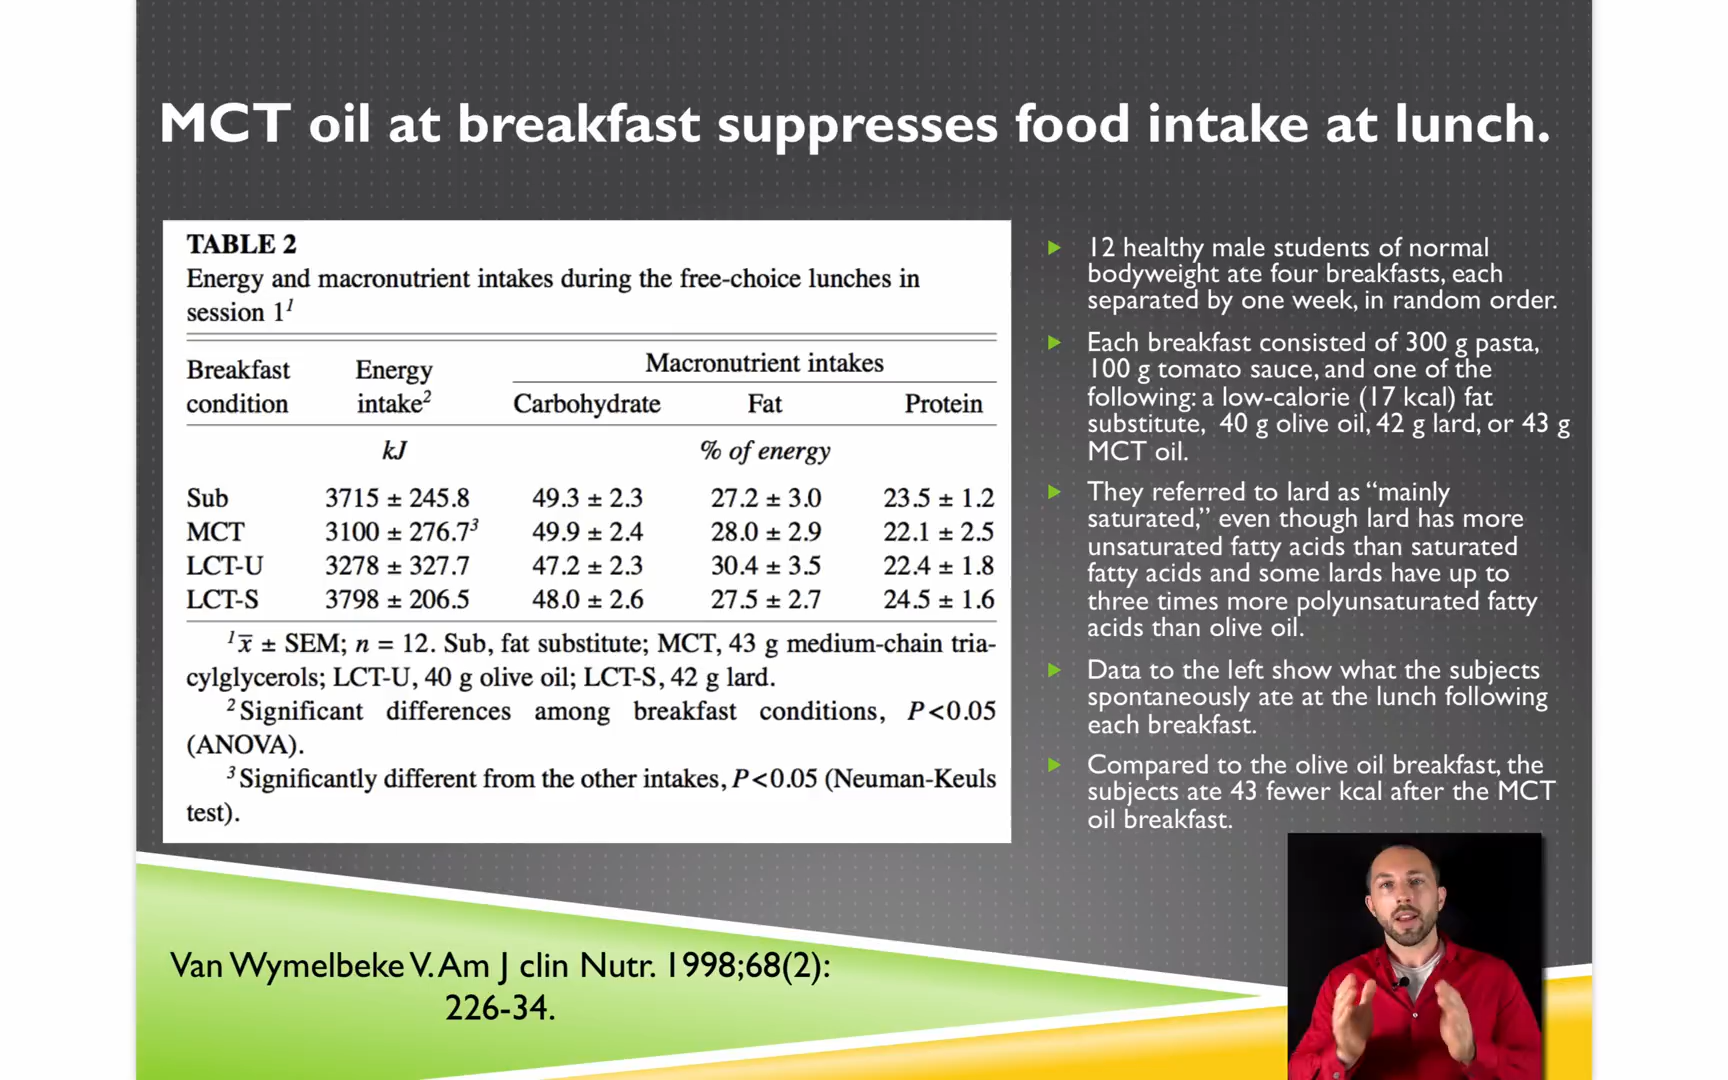 MCT oil at breakfast suppresses food intake at lunch.
TABLE 2
Energy and macronutrient intakes during the free-choice lunches in
session 1¹
Breakfast condition Energy intake² Macronutrient intakes
Carbohydrate Fat Protein
kJ % of energy
Sub 3715 ± 245.8 49.3 ± 2.3 27.2 ± 3.0 23.5 ± 1.2
MCT 3100 ± 276.7³ 49.9 ± 2.4 28.0 ± 2.9 22.1 ± 2.5
LCT-U 3278 ± 327.7 47.2 ± 2.3 30.4 ± 3.5 22.4 ± 1.8
LCT-S 3798 ± 206.5 48.0 ± 2.6 27.5 ± 2.7 24.5 ± 1.6
¹ x̄ ± SEM; n = 12. Sub, fat substitute; MCT, 43 g medium-chain tria-
cylglycerols; LCT-U, 40 g olive oil; LCT-S, 42 g lard.
² Significant differences among breakfast conditions, P<0.05
(ANOVA).
³ Significantly different from the other intakes, P<0.05 (Neuman-Keuls
test).
12 healthy male students of normal
bodyweight ate four breakfasts, each
separated by one week, in random order.
Each breakfast consisted of 300 g pasta,
100 g tomato sauce, and one of the
following: a low-calorie (17 kcal) fat
substitute, 40 g olive oil, 42 g lard, or 43 g
MCT oil.
They referred to lard as “mainly
saturated,” even though lard has more
unsaturated fatty acids than saturated
fatty acids and some lards have up to
three times more polyunsaturated fatty
acids than olive oil.
Data to the left show what the subjects
spontaneously ate at the lunch following
each breakfast.
Compared to the olive oil breakfast, the
subjects ate 43 fewer kcal after the MCT
oil breakfast.
Van Wymelbeke V. Am J clin Nutr. 1998;68(2):
226-34.